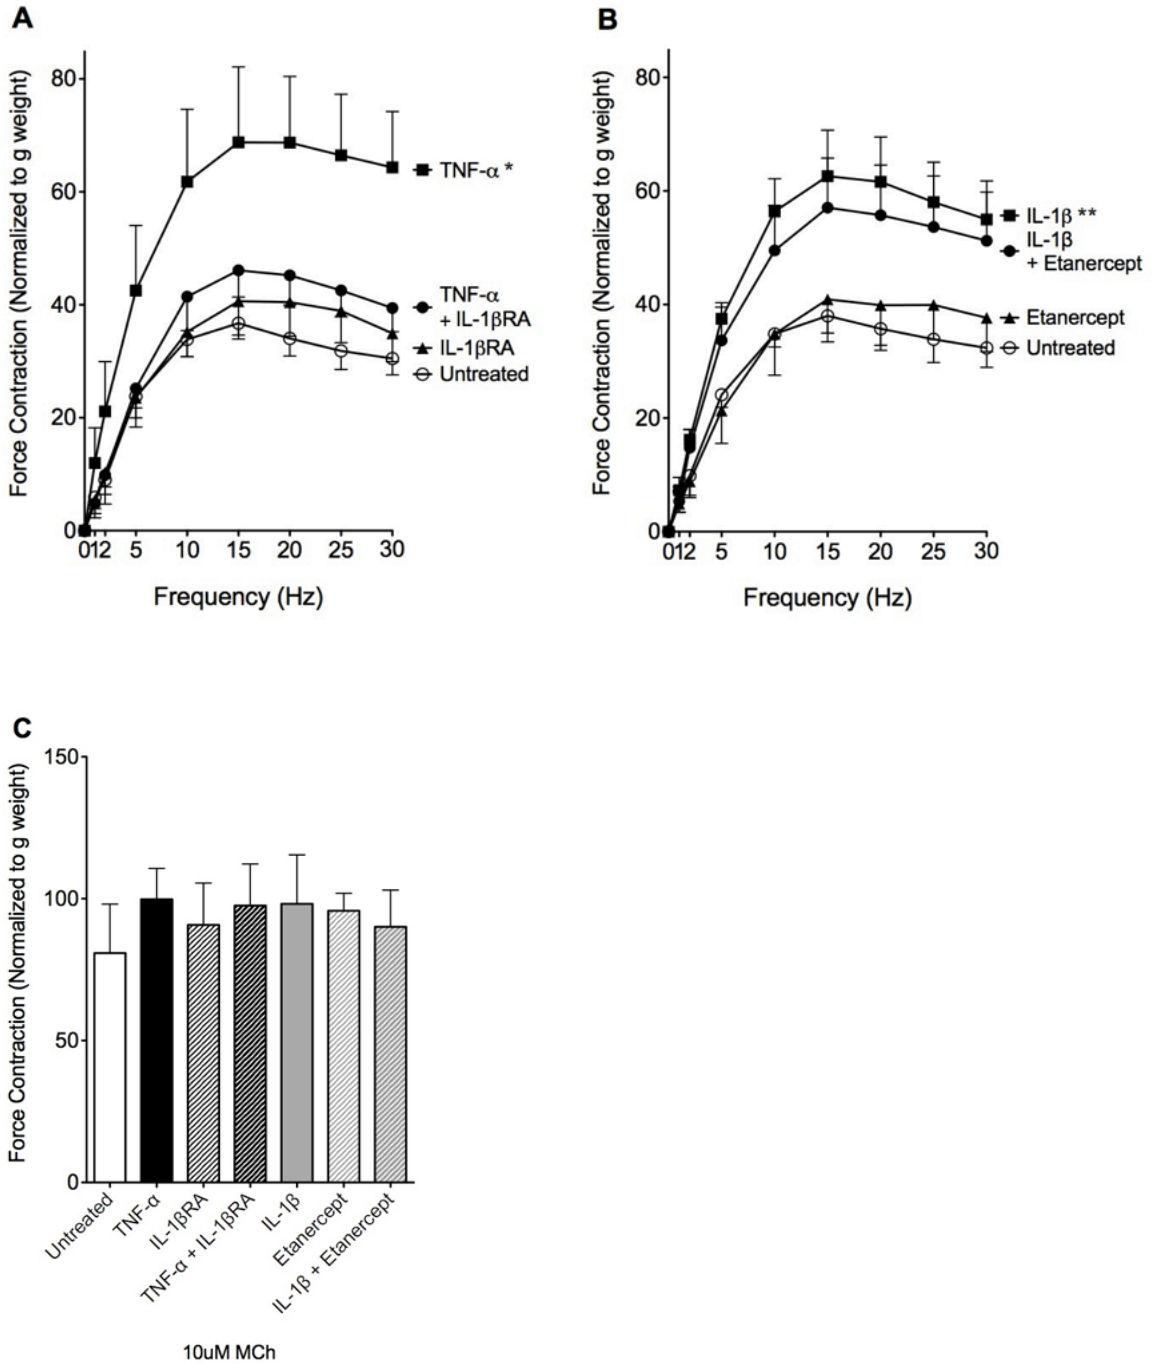 A
Force Contraction (Normalized to g weight)
80
60
40
20
0
0 1 2 5 10 15 20 25 30
Frequency (Hz)
TNF-α *
TNF-α
+ IL-1βRA
IL-1βRA
Untreated
B
Force Contraction (Normalized to g weight)
80
60
40
20
0
0 1 2 5 10 15 20 25 30
Frequency (Hz)
IL-1β **
IL-1β
+ Etanercept
Etanercept
Untreated
C
Force Contraction (Normalized to g weight)
150
100
50
0
Untreated
TNF-α
IL-1βRA
TNF-α + IL-1βRA
IL-1β
Etanercept
IL-1β + Etanercept
10uM MCh